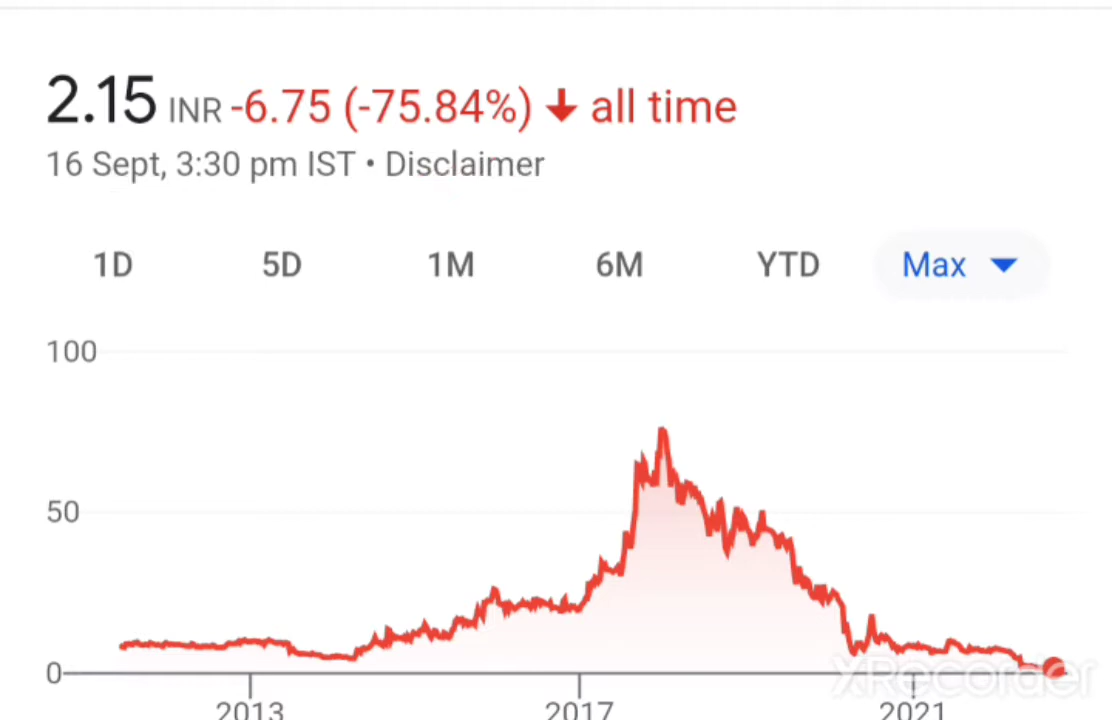 2.15 INR -6.75 (-75.84%) ↓ all time
16 Sept, 3:30 pm IST • Disclaimer
1D 5D 1M 6M YTD Max
100
50
0
XRecorder
2013 2017 2021